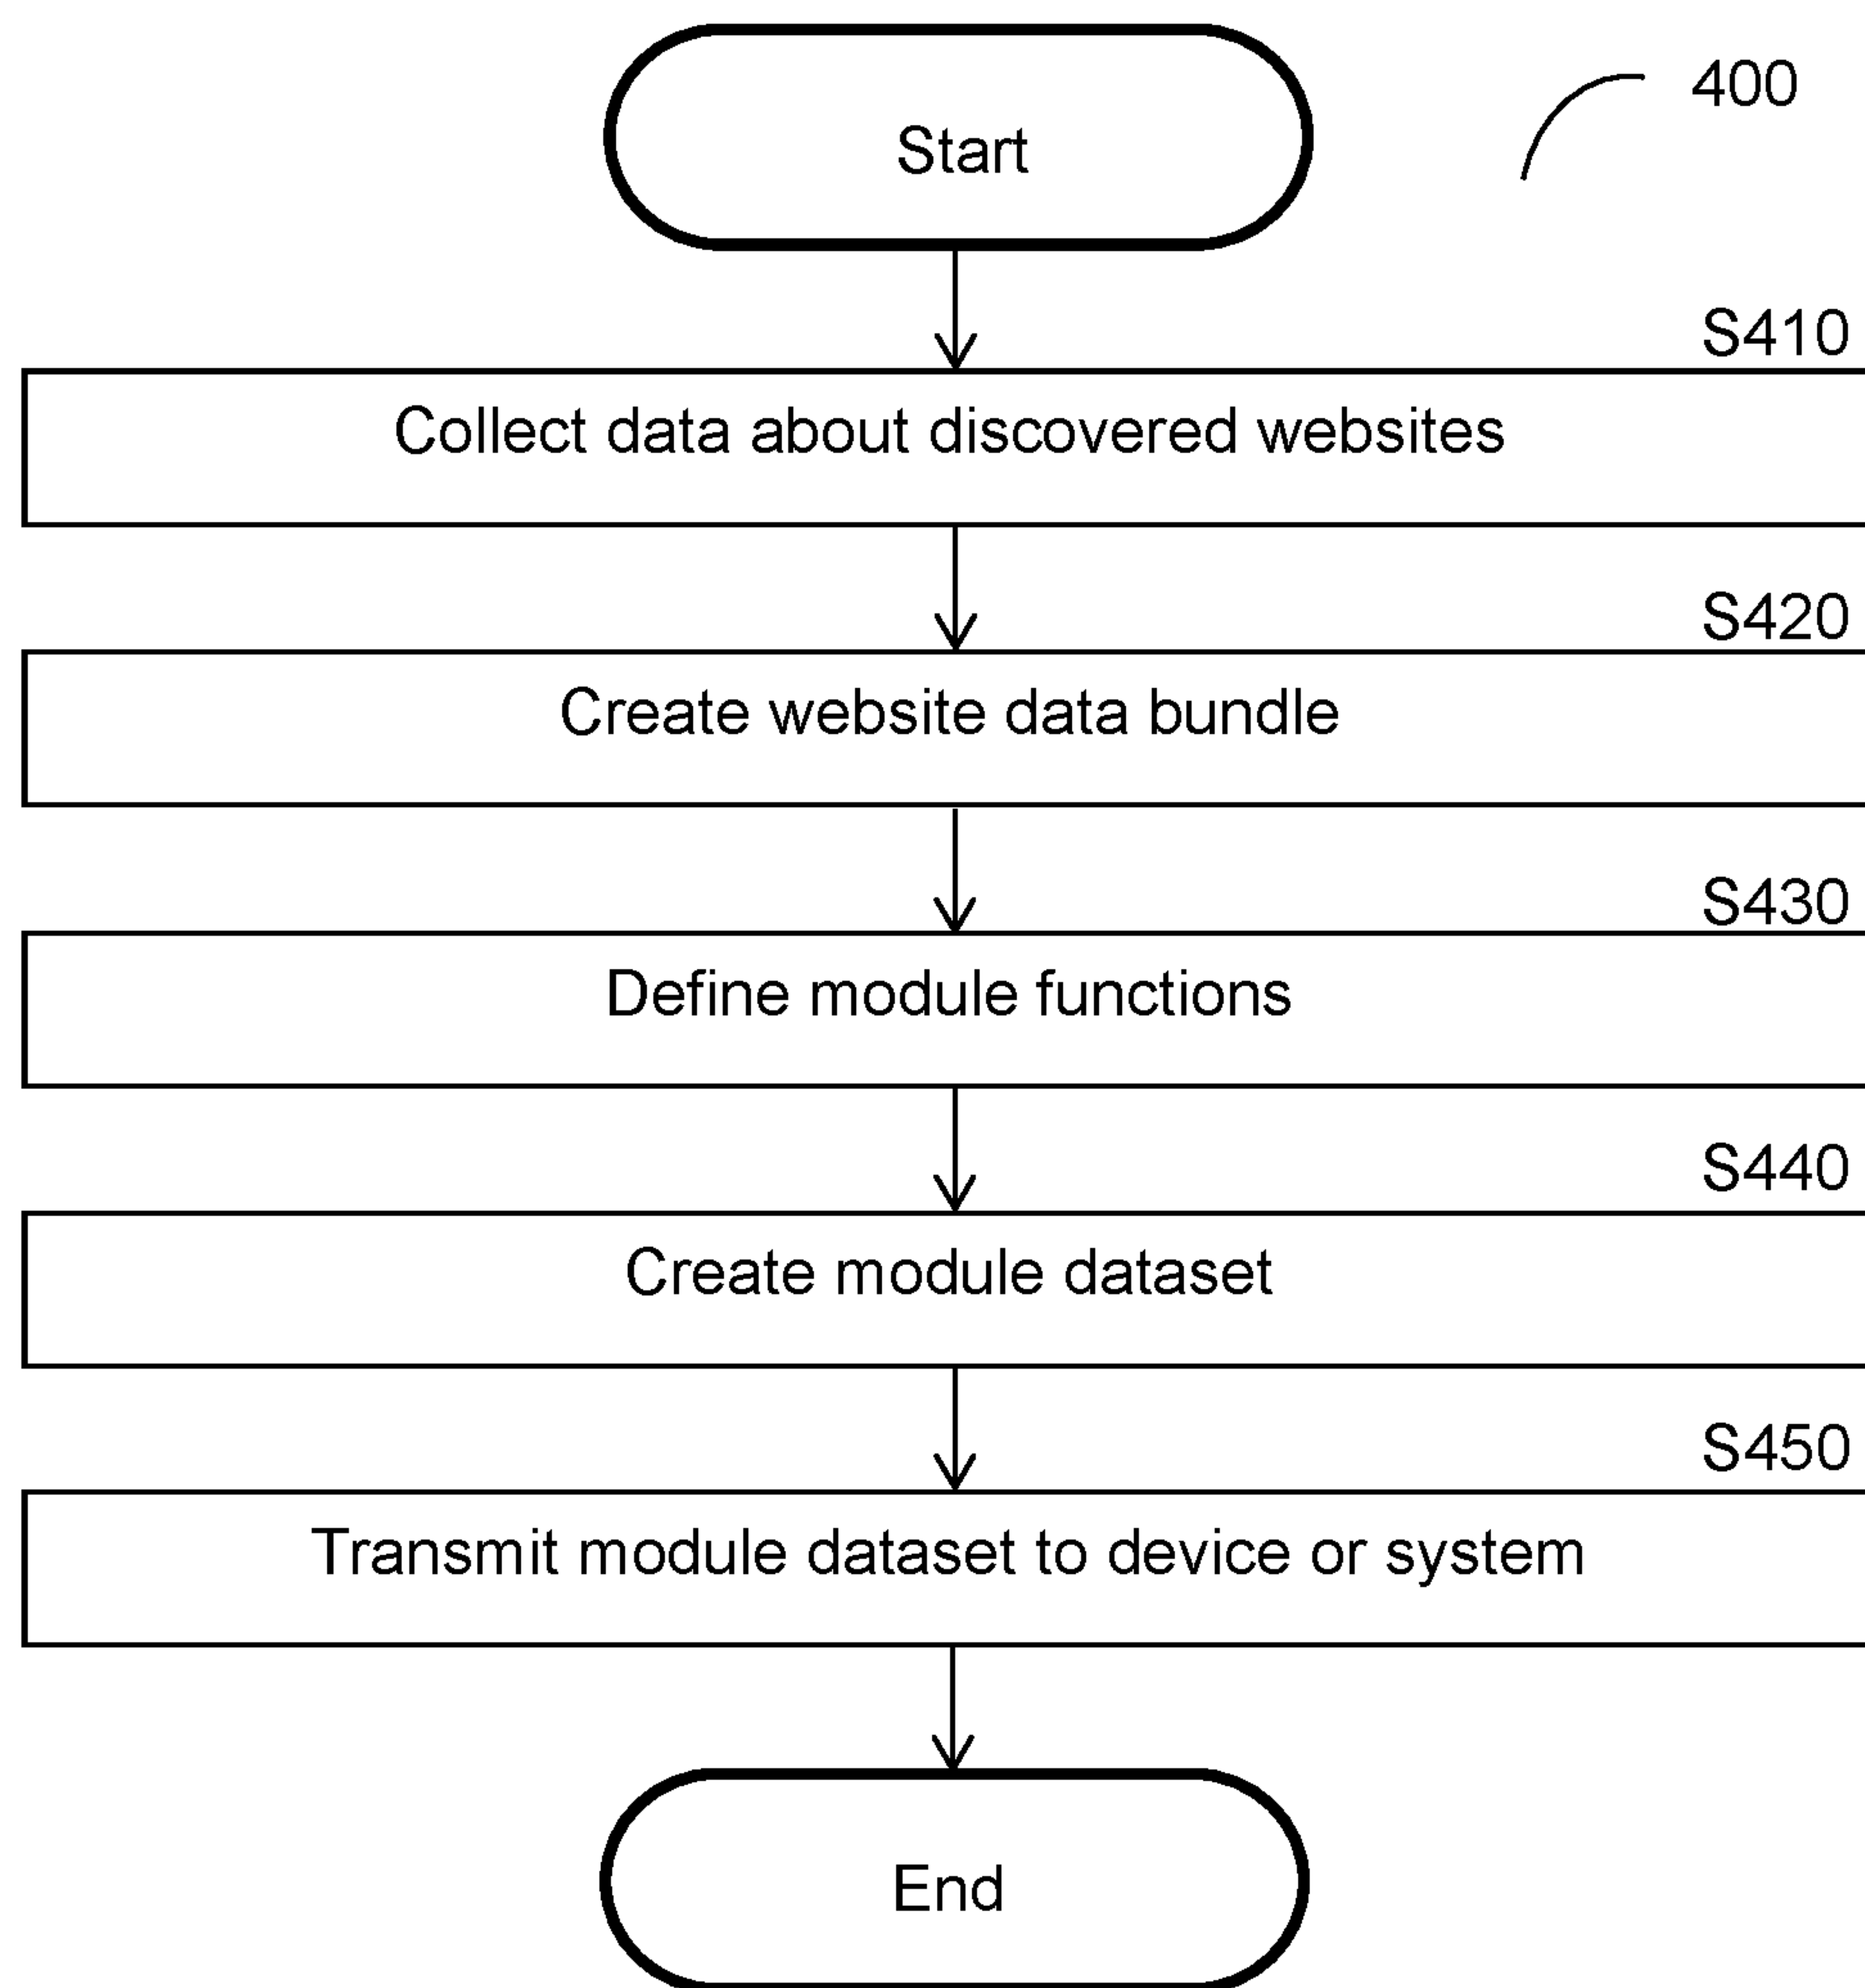 Start
400
S410
Collect data about discovered websites
S420
Create website data bundle
S430
Define module functions
S440
Create module dataset
S450
Transmit module dataset to device or system
End